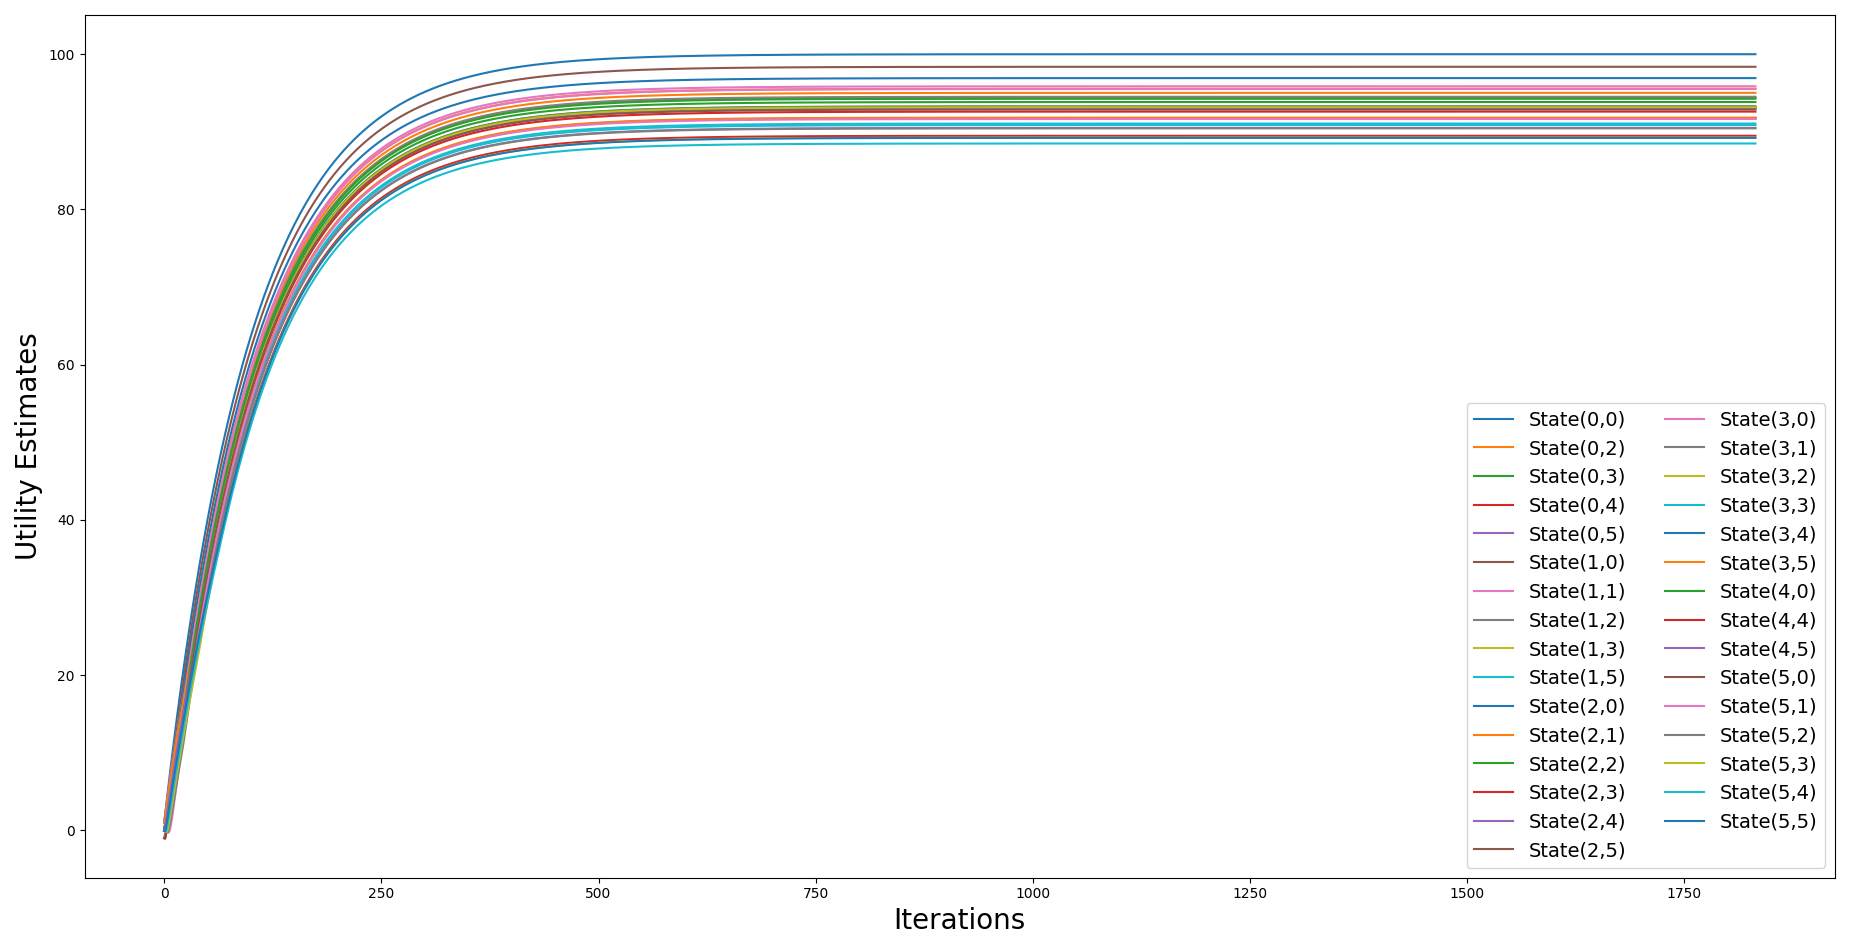 100
80
60
40
20
0
Utility Estimates
0 250 500 750 1000 1250 1500 1750
Iterations
State(0,0)
State(0,2)
State(0,3)
State(0,4)
State(0,5)
State(1,0)
State(1,1)
State(1,2)
State(1,3)
State(1,5)
State(2,0)
State(2,1)
State(2,2)
State(2,3)
State(2,4)
State(2,5)
State(3,0)
State(3,1)
State(3,2)
State(3,3)
State(3,4)
State(3,5)
State(4,0)
State(4,4)
State(4,5)
State(5,0)
State(5,1)
State(5,2)
State(5,3)
State(5,4)
State(5,5)